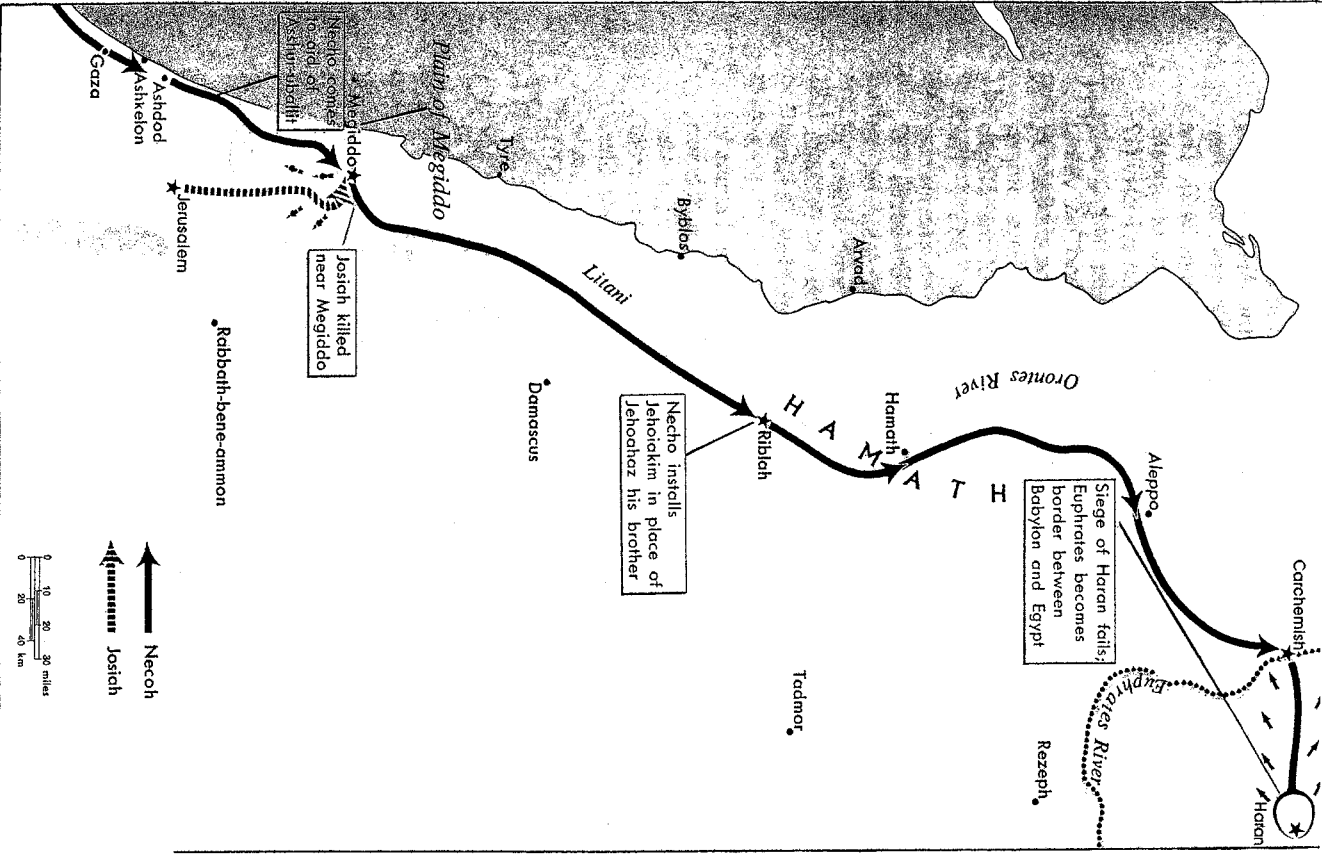 Carchemish
Haran
Euphrates River
Aleppo
Siege of Haran fails;
Euphrates becomes
border between
Babylon and Egypt
Rezeph
Orontes River
Hamath
HAMATH
Arvad
Riblah
Tadmor
Necho installs
Jehoiakim in place of
Jehoahaz his brother
Byblos
Litani
Damascus
Tyre
Plain of Megiddo
Megiddo
Josiah killed
near Megiddo
Necho comes
to aid of
Ashur-uballit
Rabbath-bene-ammon
Jerusalem
Ashdod
Ashkelon
Gaza
Necoh
Josiah
0 10 30 miles
0 20 40 km